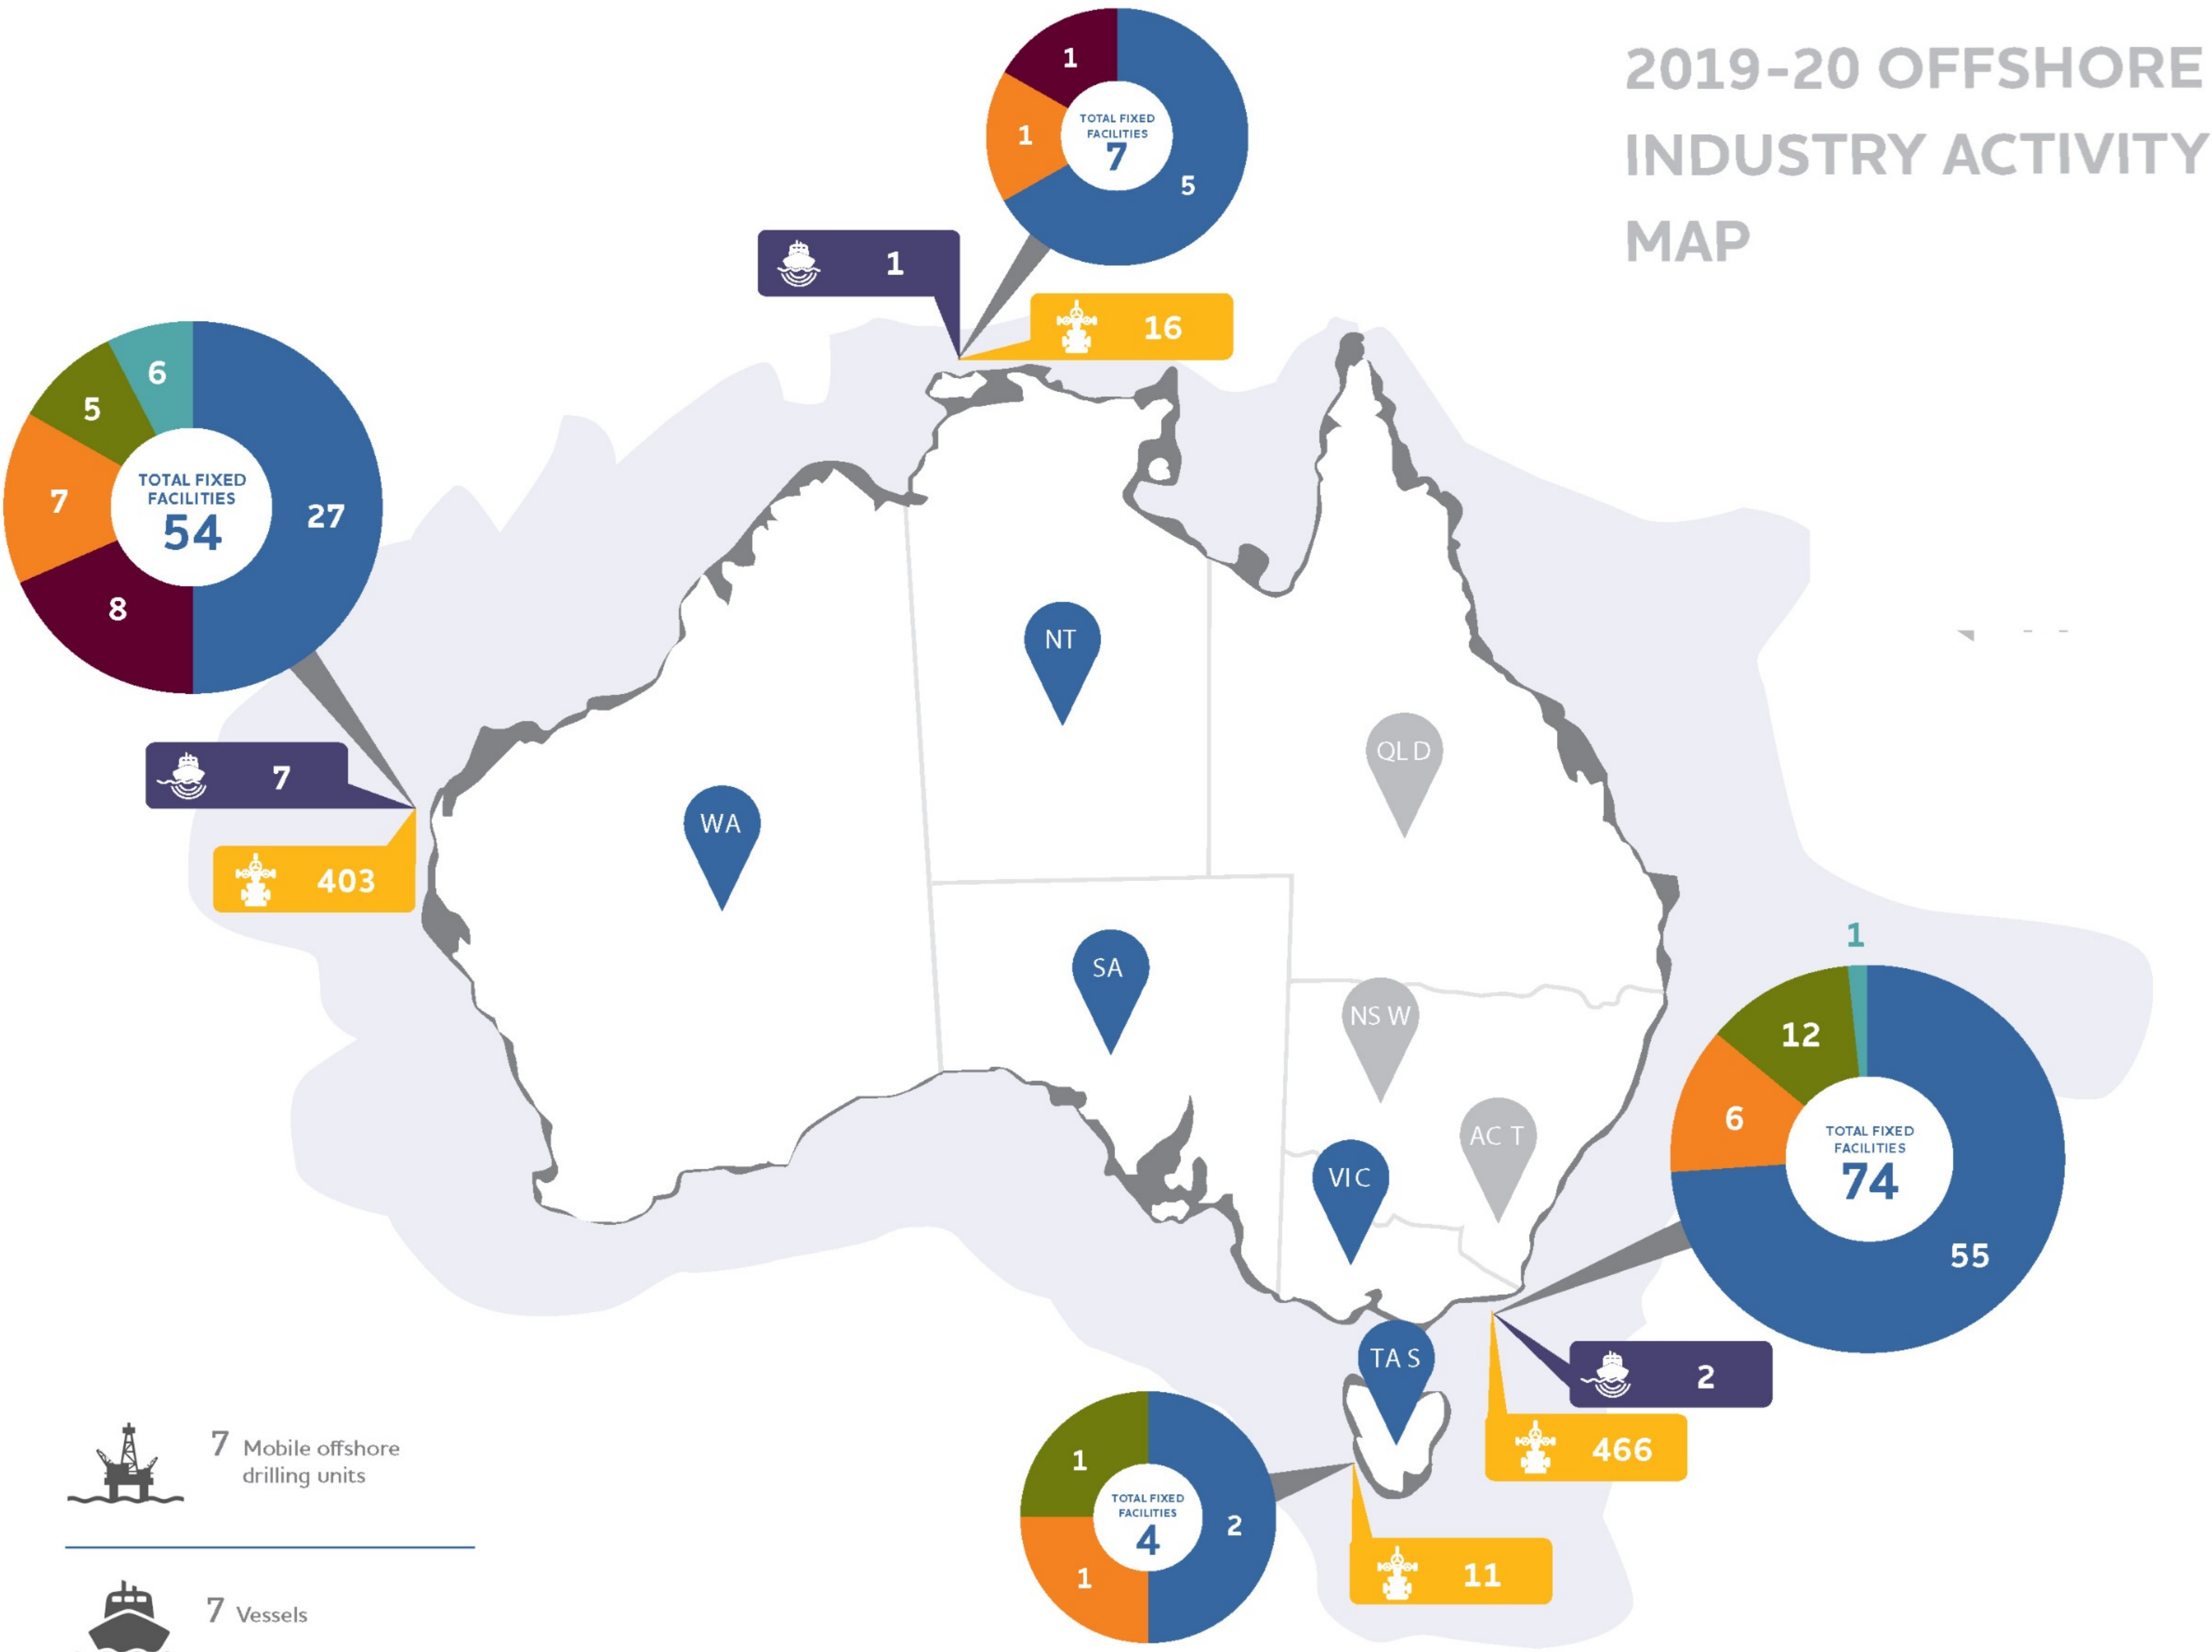 2019-20 OFFSHORE
INDUSTRY ACTIVITY
MAP
1
1
5
TOTAL FIXED
FACILITIES
7
1
16
6
5
7
8
27
TOTAL FIXED
FACILITIES
54
7
403
NT
QLD
WA
SA
NSW
ACT
VIC
TAS
1
12
6
55
TOTAL FIXED
FACILITIES
74
2
466
1
1
2
TOTAL FIXED
FACILITIES
4
11
7 Mobile offshore
drilling units
7 Vessels